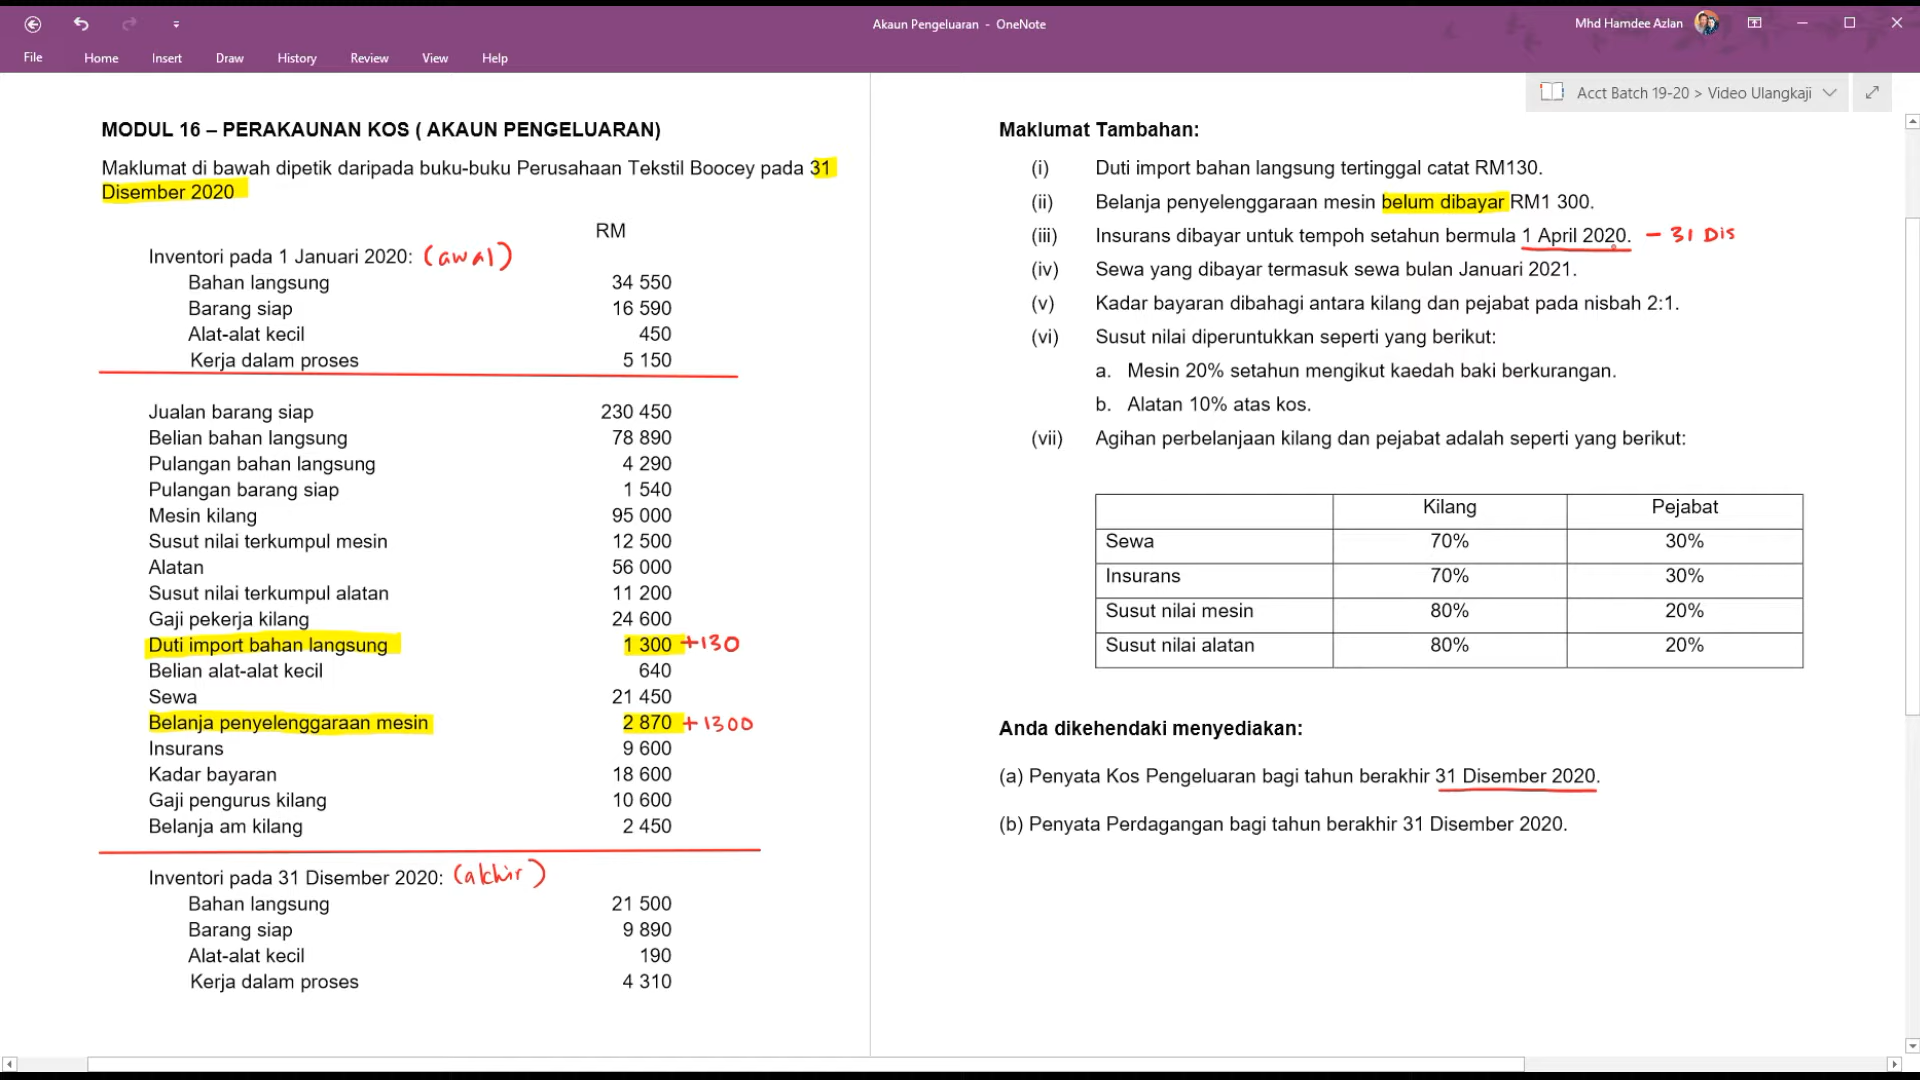 Akaun Pengeluaran - OneNote
Mhd Hamdee Azlan
File Home Insert Draw History Review View Help
Acct Batch 19-20 > Video Ulangkaji
MODUL 16 – PERAKAUNAN KOS ( AKAUN PENGELUARAN)
Maklumat di bawah dipetik daripada buku-buku Perusahaan Tekstil Boocey pada 31
Disember 2020
RM
Inventori pada 1 Januari 2020: (awal)
Bahan langsung 34 550
Barang siap 16 590
Alat-alat kecil 450
Kerja dalam proses 5 150
Jualan barang siap 230 450
Belian bahan langsung 78 890
Pulangan bahan langsung 4 290
Pulangan barang siap 1 540
Mesin kilang 95 000
Susut nilai terkumpul mesin 12 500
Alatan 56 000
Susut nilai terkumpul alatan 11 200
Gaji pekerja kilang 24 600
Duti import bahan langsung 1 300 +130
Belian alat-alat kecil 640
Sewa 21 450
Belanja penyelenggaraan mesin 2 870 +1300
Insurans 9 600
Kadar bayaran 18 600
Gaji pengurus kilang 10 600
Belanja am kilang 2 450
Inventori pada 31 Disember 2020: (akhir)
Bahan langsung 21 500
Barang siap 9 890
Alat-alat kecil 190
Kerja dalam proses 4 310
Maklumat Tambahan:
(i) Duti import bahan langsung tertinggal catat RM130.
(ii) Belanja penyelenggaraan mesin belum dibayar RM1 300.
(iii) Insurans dibayar untuk tempoh setahun bermula 1 April 2020. – 31 Dis
(iv) Sewa yang dibayar termasuk sewa bulan Januari 2021.
(v) Kadar bayaran dibahagi antara kilang dan pejabat pada nisbah 2:1.
(vi) Susut nilai diperuntukkan seperti yang berikut:
a. Mesin 20% setahun mengikut kaedah baki berkurangan.
b. Alatan 10% atas kos.
(vii) Agihan perbelanjaan kilang dan pejabat adalah seperti yang berikut:
Kilang Pejabat
Sewa 70% 30%
Insurans 70% 30%
Susut nilai mesin 80% 20%
Susut nilai alatan 80% 20%
Anda dikehendaki menyediakan:
(a) Penyata Kos Pengeluaran bagi tahun berakhir 31 Disember 2020.
(b) Penyata Perdagangan bagi tahun berakhir 31 Disember 2020.